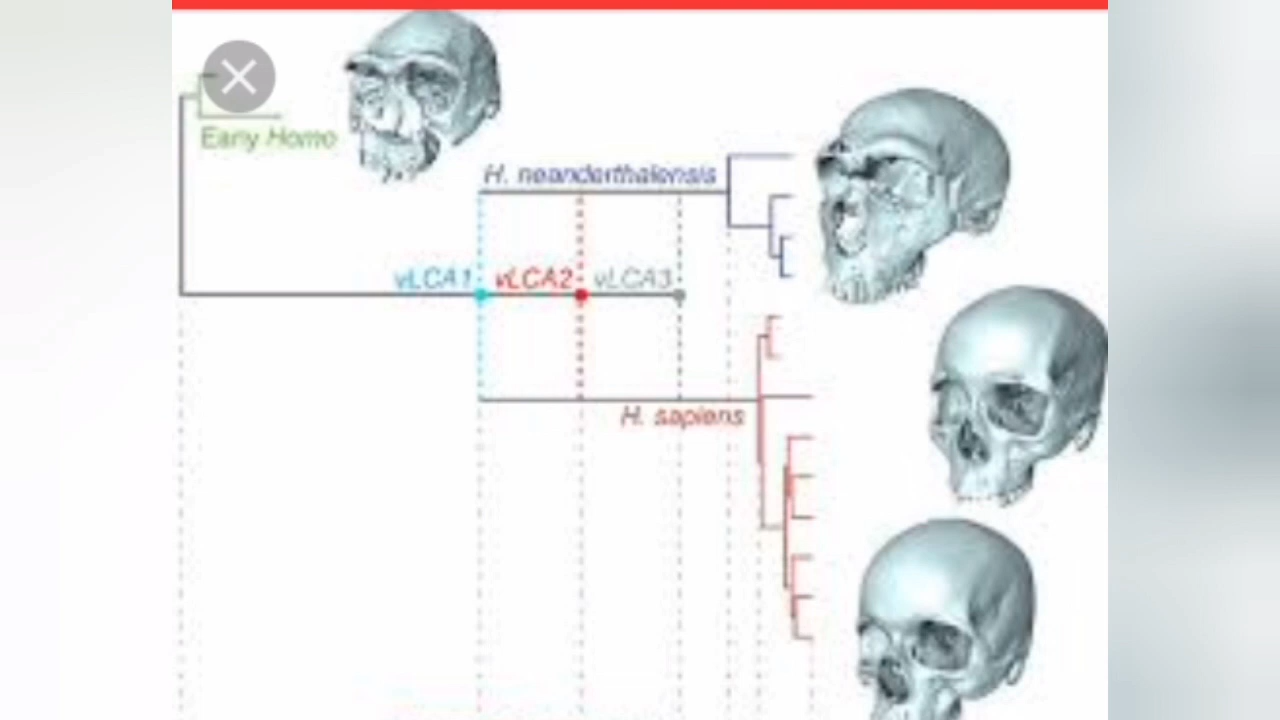 Early Homo
H. neanderthalensis
vLCA1 vLCA2 vLCA3
H. sapiens